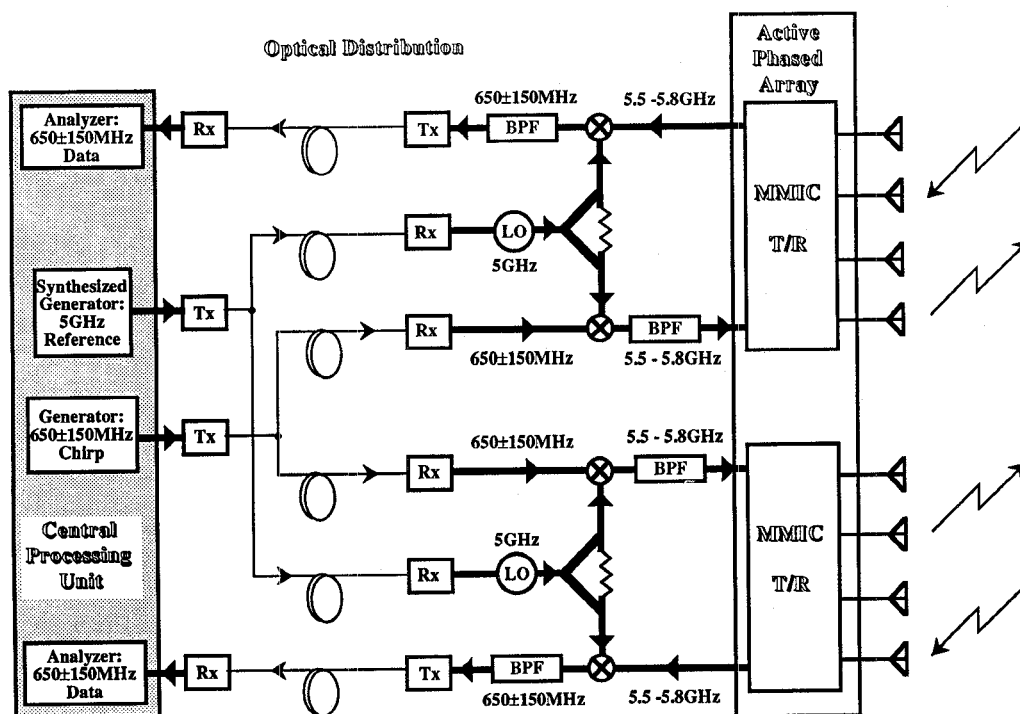 Optical Distribution
Active
Phased
Array
Analyzer:
650±150MHz
Data
Rx
Tx
650±150MHz
BPF
5.5 -5.8GHz
MMIC
T/R
Rx
LO
5GHz
Synthesized
Generator:
5GHz
Reference
Tx
Rx
650±150MHz
BPF
5.5 - 5.8GHz
Generator:
650±150MHz
Chirp
Tx
Rx
650±150MHz
5.5 - 5.8GHz
BPF
MMIC
T/R
Central
Processing
Unit
Rx
5GHz
LO
Analyzer:
650±150MHz
Data
Rx
Tx
BPF
650±150MHz
5.5 -5.8GHz